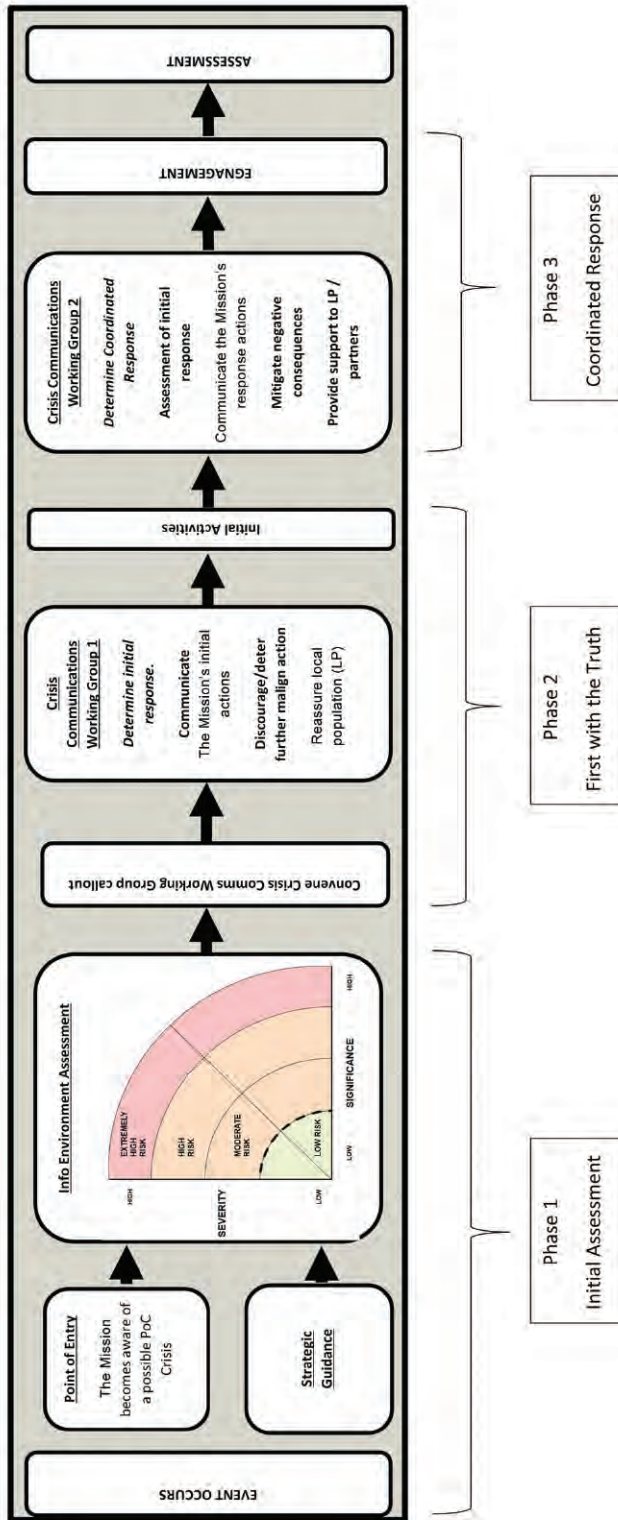 EVENT OCCURS
Point of Entry
The Mission
becomes aware of
a possible PoC
Crisis
Strategic
Guidance
Info Environment Assessment
HIGH
SEVERITY
LOW
EXTREMELY
HIGH
RISK
HIGH
RISK
MODERATE
RISK
LOW RISK
LOW
SIGNIFICANCE
HIGH
Convene Crisis Comms Working Group callout
Crisis
Communications
Working Group 1
Determine initial
response.
Communicate
The Mission's initial
actions
Discourage/deter
further malign action
Reassure local
population (LP)
Initial Activities
Crisis Communications
Working Group 2
Determine Coordinated
Response
Assessment of initial
response
Communicate the Mission's
response actions
Mitigate negative
consequences
Provide support to LP /
partners
EGNAGEMENT
ASSESSMENT
Phase 1
Initial Assessment
Phase 2
First with the Truth
Phase 3
Coordinated Response